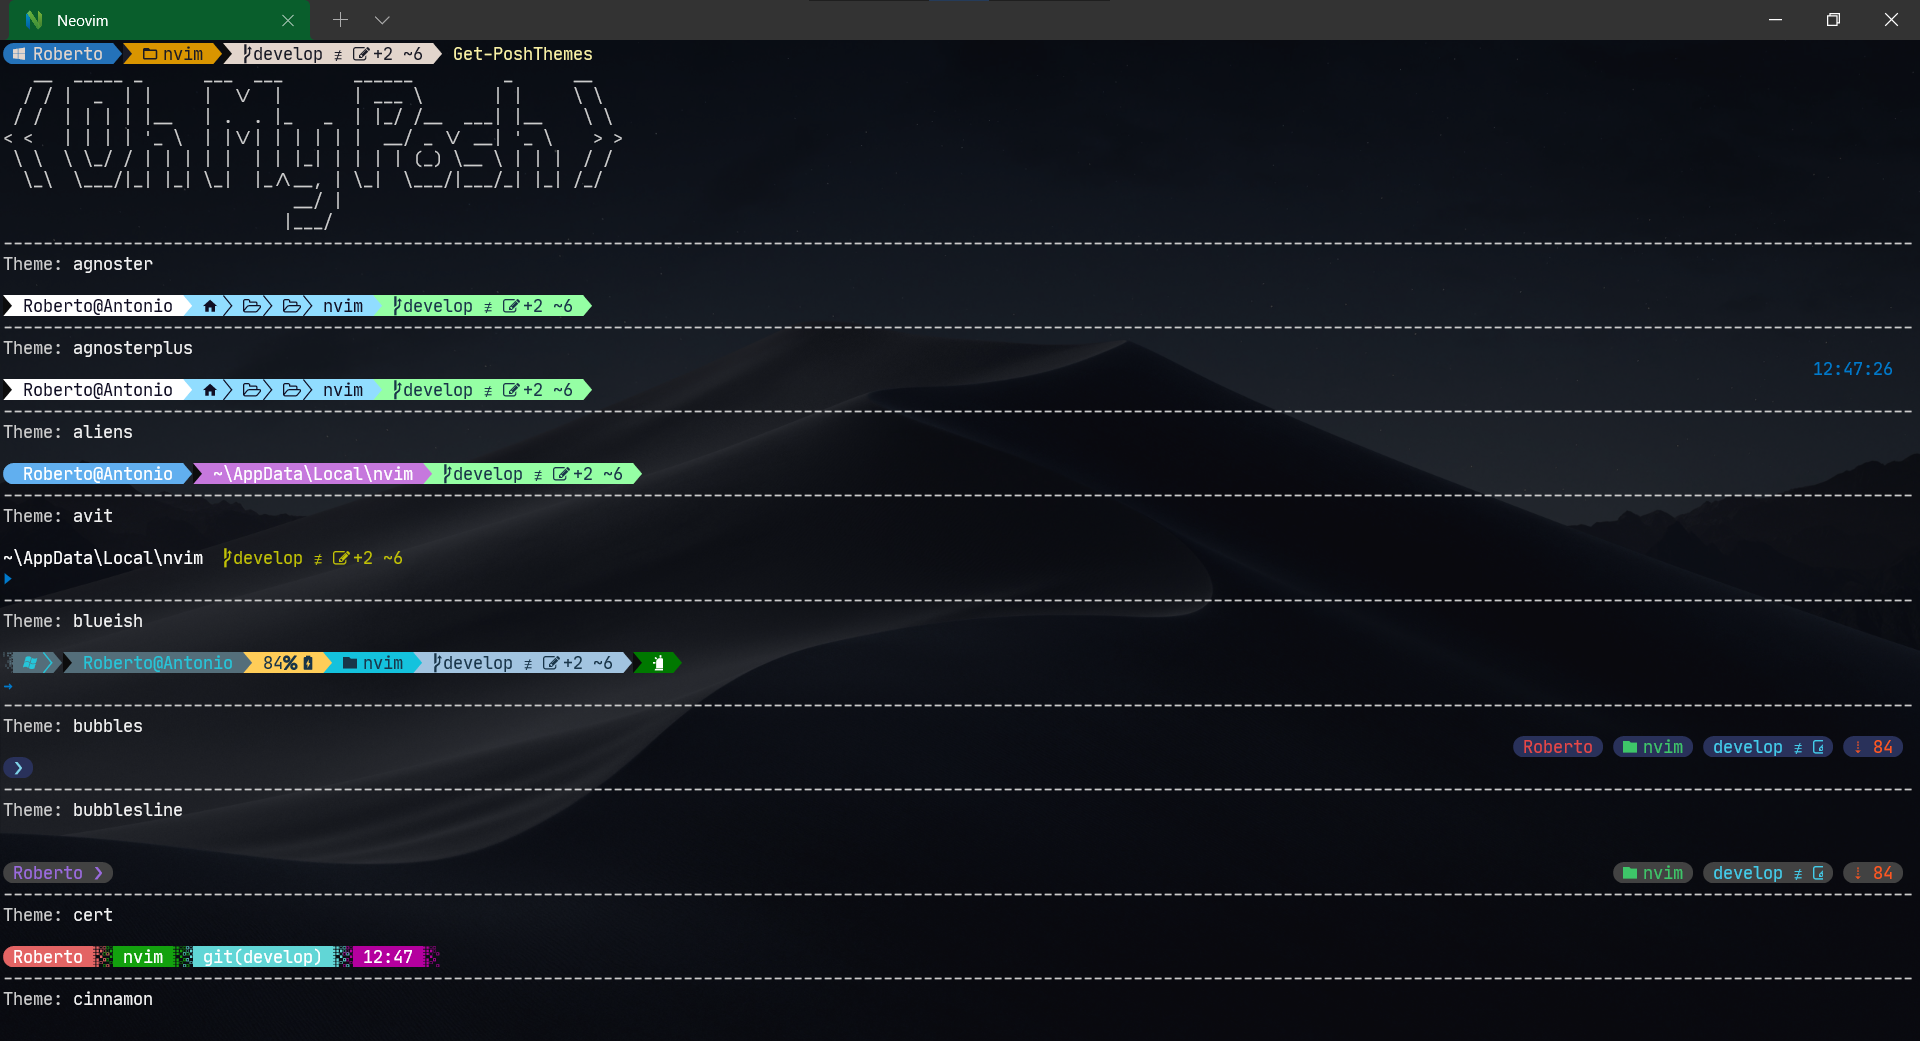 Neovim
Roberto nvim develop ≢ +2 ~6 Get-PoshThemes
Oh My Posh
Theme: agnoster
Roberto@Antonio nvim develop ≢ +2 ~6
Theme: agnosterplus
12:47:26
Roberto@Antonio nvim develop ≢ +2 ~6
Theme: aliens
Roberto@Antonio ~\AppData\Local\nvim develop ≢ +2 ~6
Theme: avit
~\AppData\Local\nvim develop ≢ +2 ~6
Theme: blueish
Roberto@Antonio 84% nvim develop ≢ +2 ~6
Theme: bubbles
Roberto nvim develop ≢ 84
❯
Theme: bubblesline
Roberto ❯ nvim develop ≢ 84
Theme: cert
Roberto nvim git(develop) 12:47
Theme: cinnamon